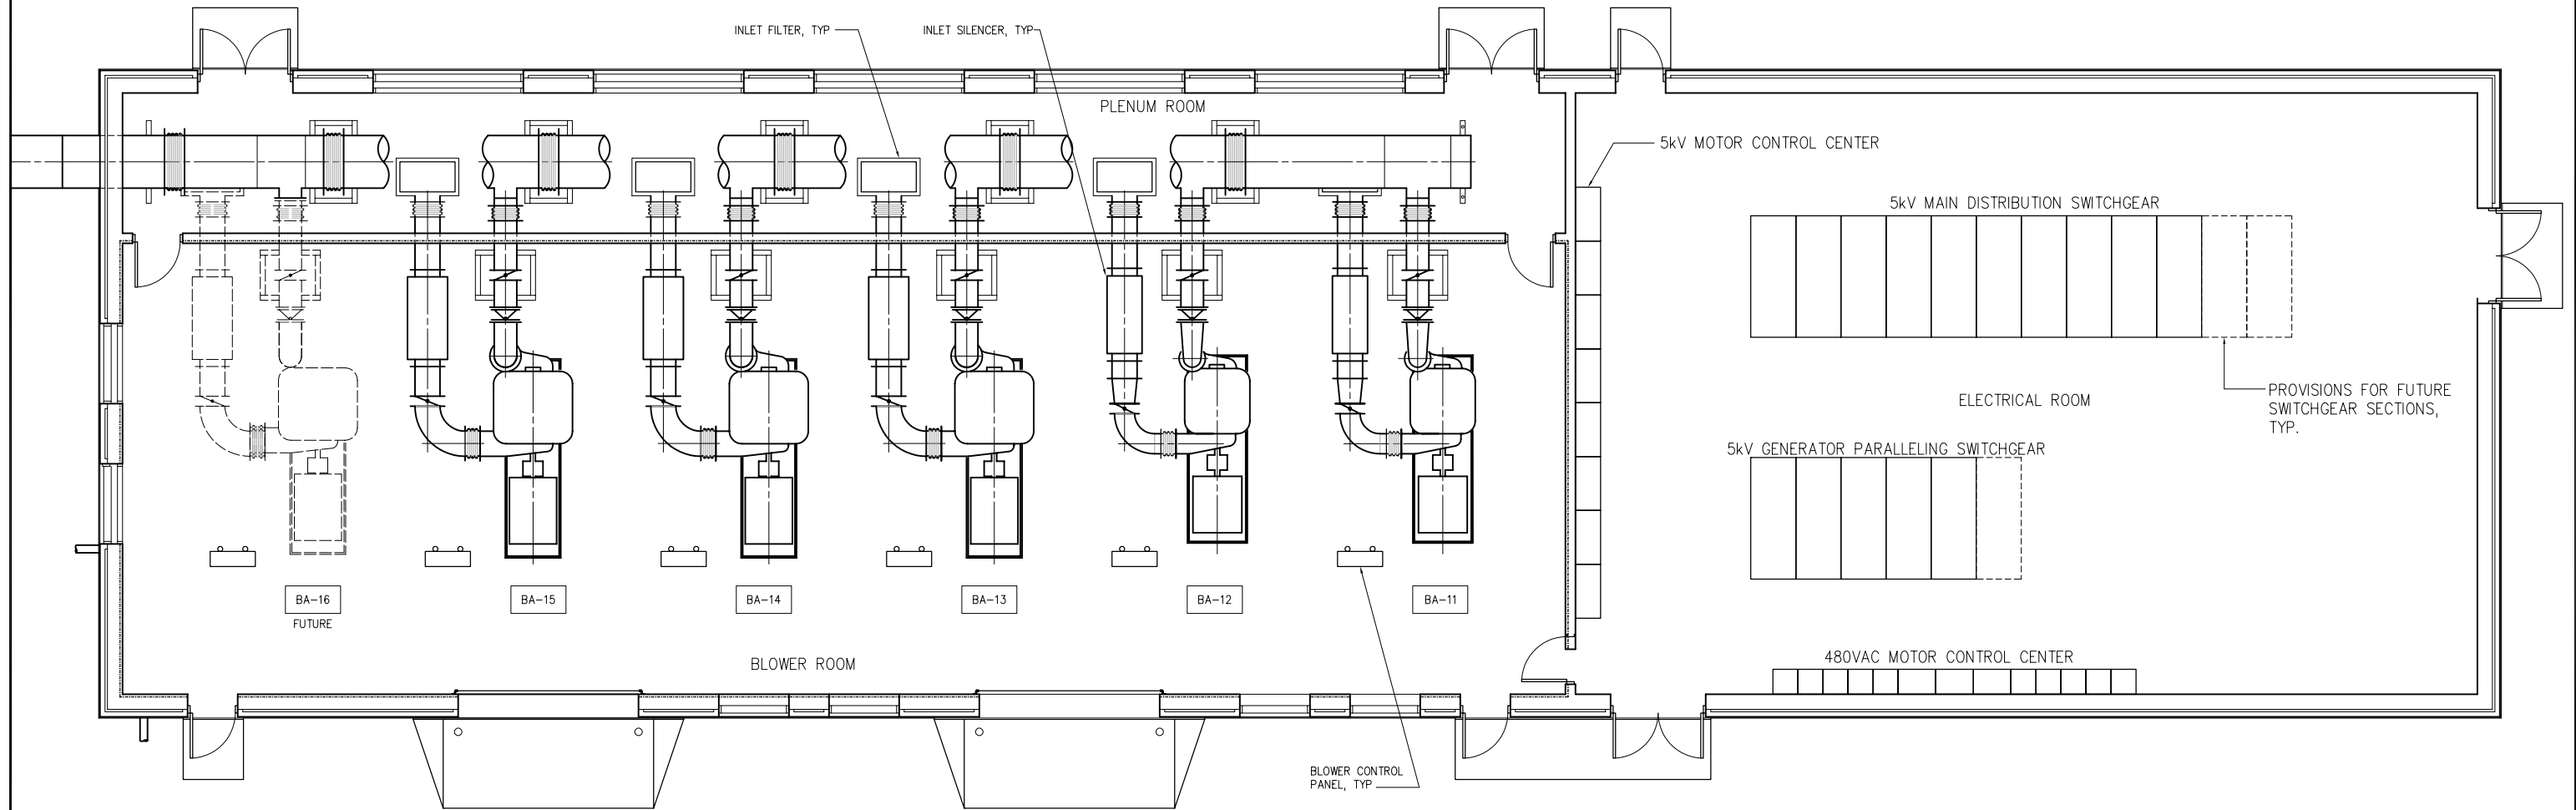 INLET FILTER, TYP
INLET SILENCER, TYP
PLENUM ROOM
5kV MOTOR CONTROL CENTER
5kV MAIN DISTRIBUTION SWITCHGEAR
PROVISIONS FOR FUTURE
SWITCHGEAR SECTIONS,
TYP.
ELECTRICAL ROOM
5kV GENERATOR PARALLELING SWITCHGEAR
BA-16
FUTURE
BA-15
BA-14
BA-13
BA-12
BA-11
BLOWER ROOM
480VAC MOTOR CONTROL CENTER
BLOWER CONTROL
PANEL, TYP